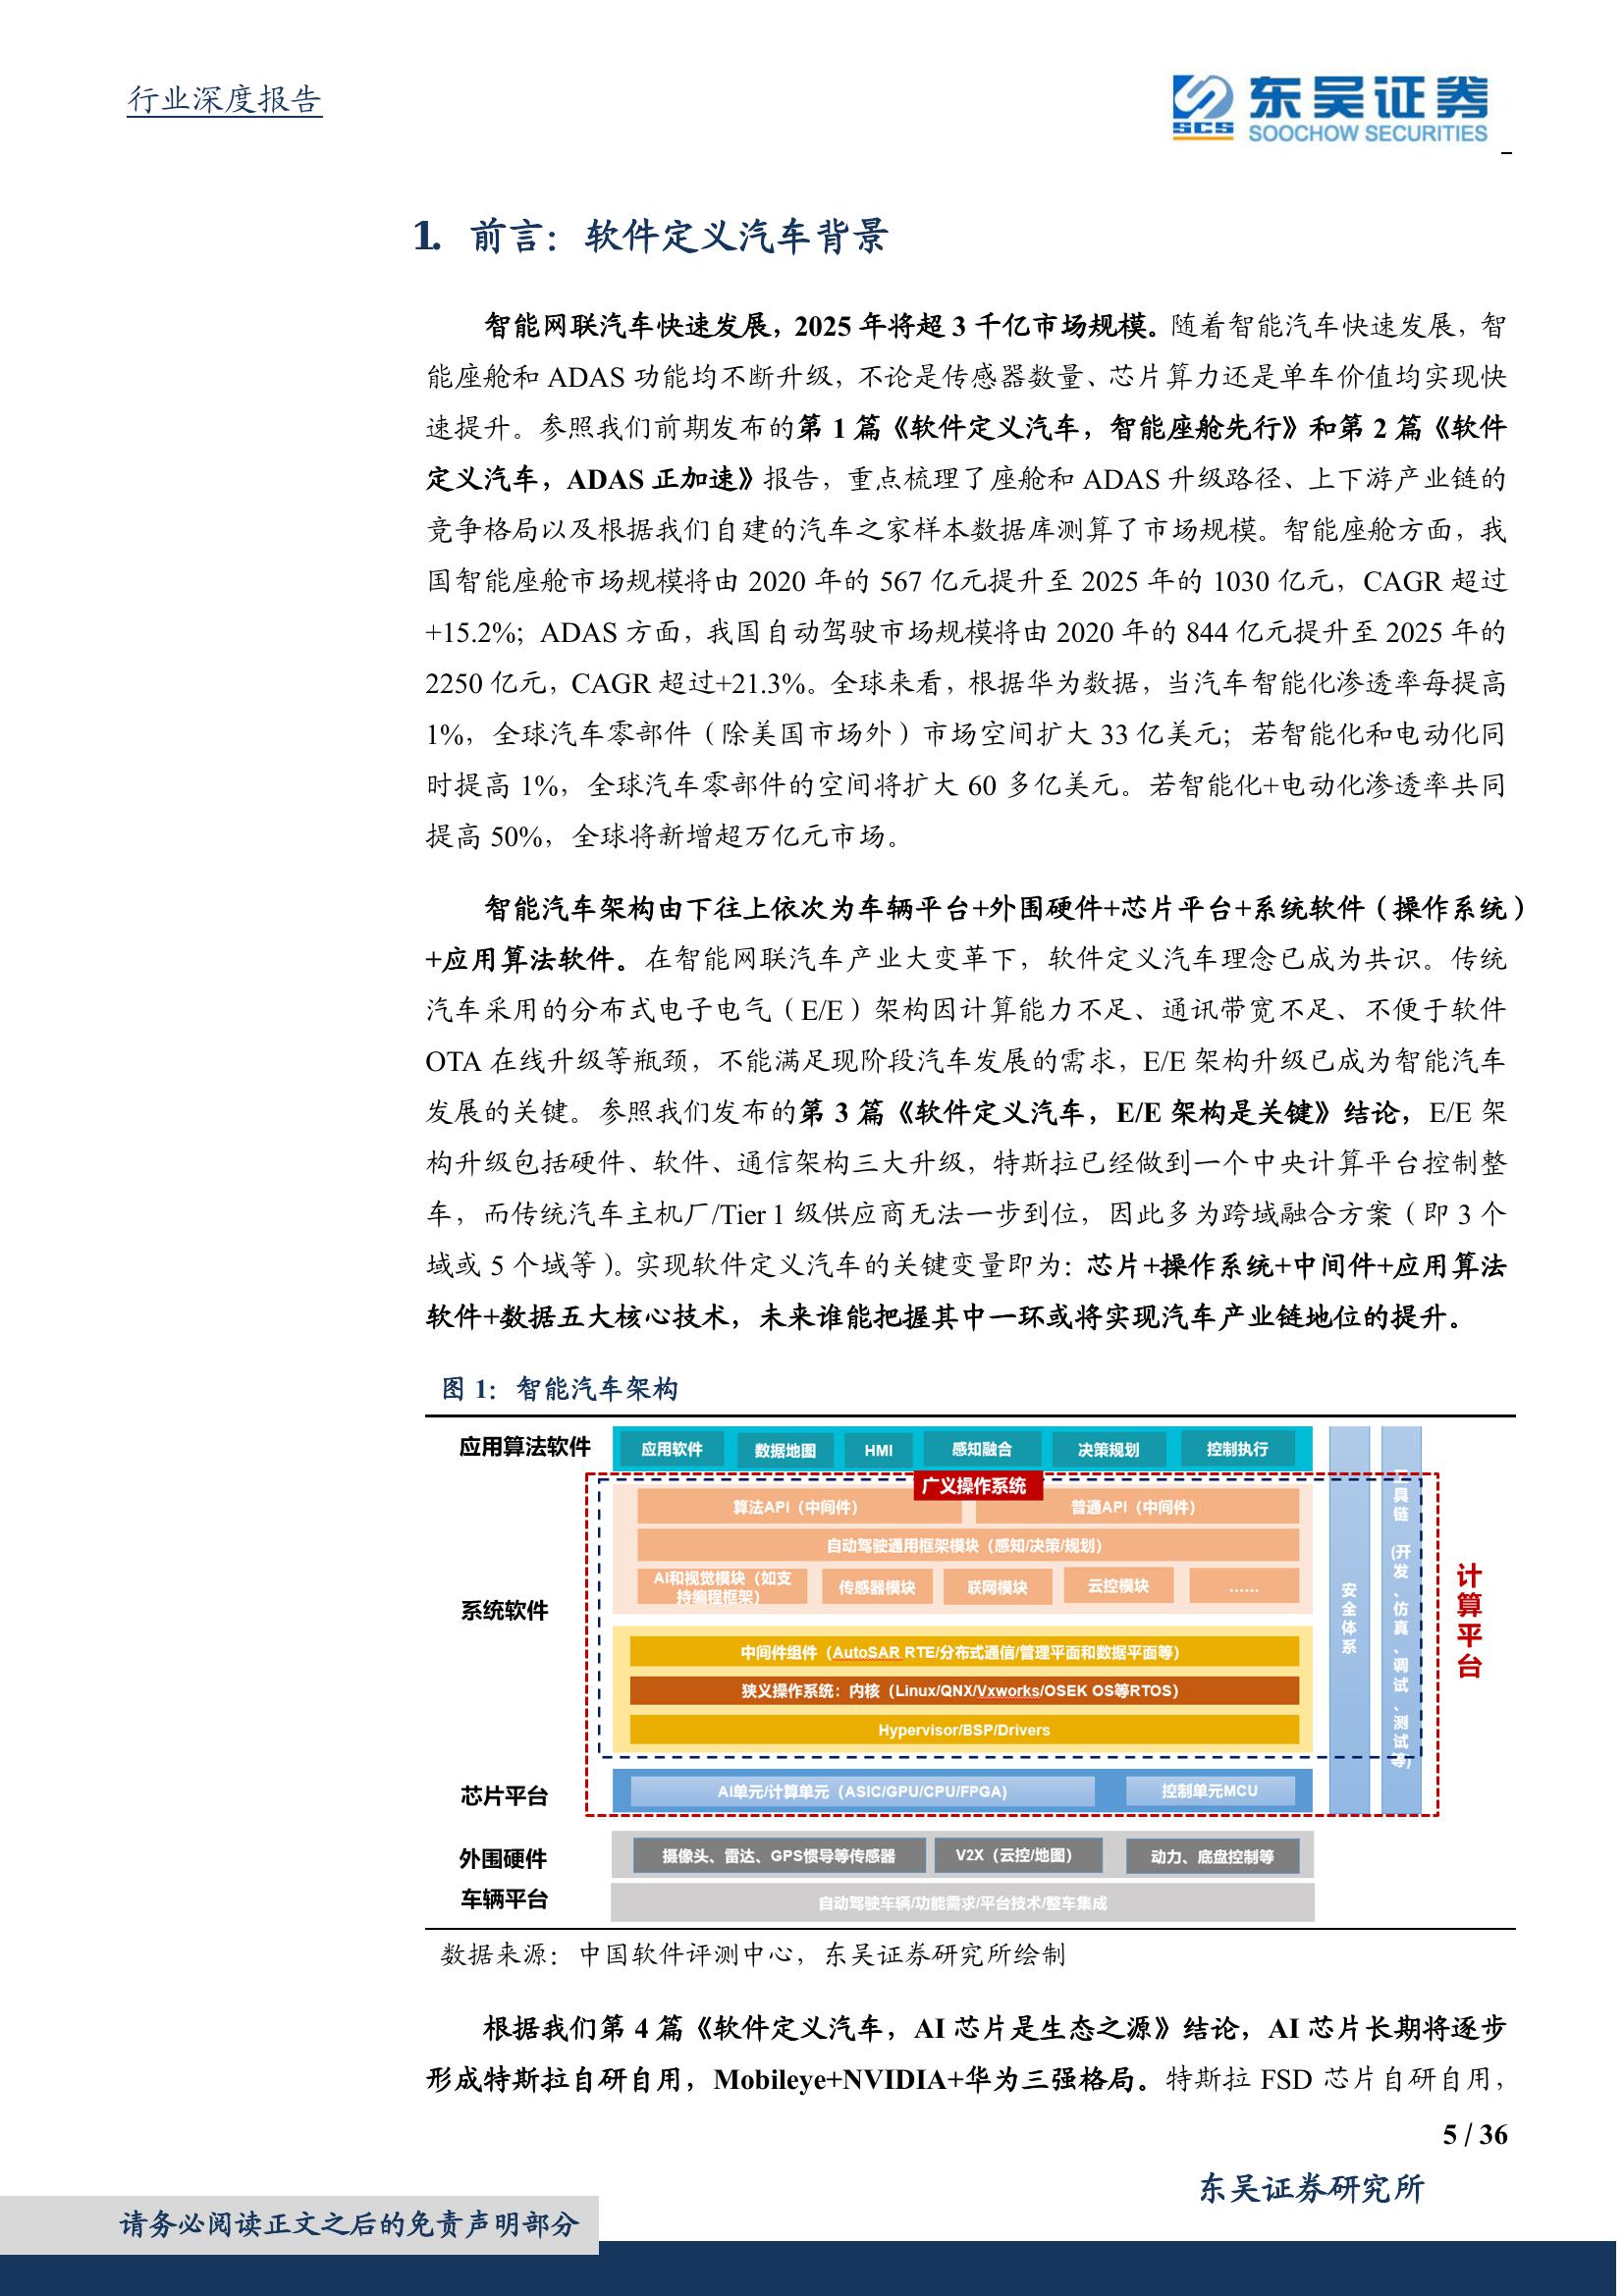 行业深度报告
SCS 东吴证券
SOOCHOW SECURITIES
1. 前言：软件定义汽车背景
智能网联汽车快速发展，2025 年将超 3 千亿市场规模。随着智能汽车快速发展，智
能座舱和 ADAS 功能均不断升级，不论是传感器数量、芯片算力还是单车价值均实现快
速提升。参照我们前期发布的第 1 篇《软件定义汽车，智能座舱先行》和第 2 篇《软件
定义汽车，ADAS 正加速》报告，重点梳理了座舱和 ADAS 升级路径、上下游产业链的
竞争格局以及根据我们自建的汽车之家样本数据库测算了市场规模。智能座舱方面，我
国智能座舱市场规模将由 2020 年的 567 亿元提升至 2025 年的 1030 亿元，CAGR 超过
+15.2%；ADAS 方面，我国自动驾驶市场规模将由 2020 年的 844 亿元提升至 2025 年的
2250 亿元，CAGR 超过+21.3%。全球来看，根据华为数据，当汽车智能化渗透率每提高
1%，全球汽车零部件（除美国市场外）市场空间扩大 33 亿美元；若智能化和电动化同
时提高 1%，全球汽车零部件的空间将扩大 60 多亿美元。若智能化+电动化渗透率共同
提高 50%，全球将新增超万亿元市场。
智能汽车架构由下往上依次为车辆平台+外围硬件+芯片平台+系统软件（操作系统）
+应用算法软件。在智能网联汽车产业大变革下，软件定义汽车理念已成为共识。传统
汽车采用的分布式电子电气（E/E）架构因计算能力不足、通讯带宽不足、不便于软件
OTA 在线升级等瓶颈，不能满足现阶段汽车发展的需求，E/E 架构升级已成为智能汽车
发展的关键。参照我们发布的第 3 篇《软件定义汽车，E/E 架构是关键》结论，E/E 架
构升级包括硬件、软件、通信架构三大升级，特斯拉已经做到一个中央计算平台控制整
车，而传统汽车主机厂/Tier 1 级供应商无法一步到位，因此多为跨域融合方案（即 3 个
域或 5 个域等）。实现软件定义汽车的关键变量即为：芯片+操作系统+中间件+应用算法
软件+数据五大核心技术，未来谁能把握其中一环或将实现汽车产业链地位的提升。
图 1：智能汽车架构
应用算法软件 应用软件 数据地图 HMI 感知融合 决策规划 控制执行
广义操作系统
算法API（中间件） 普通API（中间件）
自动驾驶通用框架模块（感知/决策/规划）
系统软件
AI和视觉模块（如支
持编程框架） 传感器模块 联网模块 云控模块 ......
中间件组件（AutoSAR RTE/分布式通信/管理平面和数据平面等）
狭义操作系统：内核（Linux/QNX/Vxworks/OSEK OS等RTOS）
Hypervisor/BSP/Drivers
安全体系
具链（开发、仿真、调试、测试等）
计算平台
芯片平台 AI单元/计算单元（ASIC/GPU/CPU/FPGA） 控制单元MCU
外围硬件 摄像头、雷达、GPS惯导等传感器 V2X（云控/地图） 动力、底盘控制等
车辆平台 自动驾驶车辆/功能需求/平台技术/整车集成
数据来源：中国软件评测中心，东吴证券研究所绘制
根据我们第 4 篇《软件定义汽车，AI 芯片是生态之源》结论，AI 芯片长期将逐步
形成特斯拉自研自用，Mobileye+NVIDIA+华为三强格局。特斯拉 FSD 芯片自研自用，
5 / 36
东吴证券研究所
请务必阅读正文之后的免责声明部分